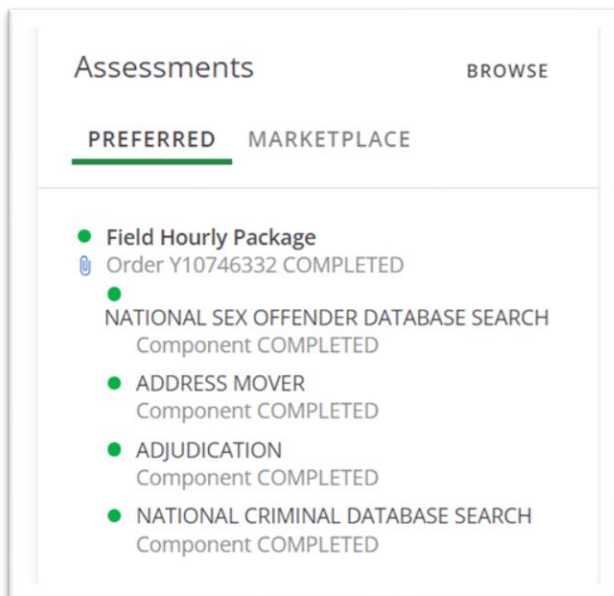 Assessments BROWSE
PREFERRED MARKETPLACE
Field Hourly Package
Order Y10746332 COMPLETED
NATIONAL SEX OFFENDER DATABASE SEARCH
Component COMPLETED
ADDRESS MOVER
Component COMPLETED
ADJUDICATION
Component COMPLETED
NATIONAL CRIMINAL DATABASE SEARCH
Component COMPLETED